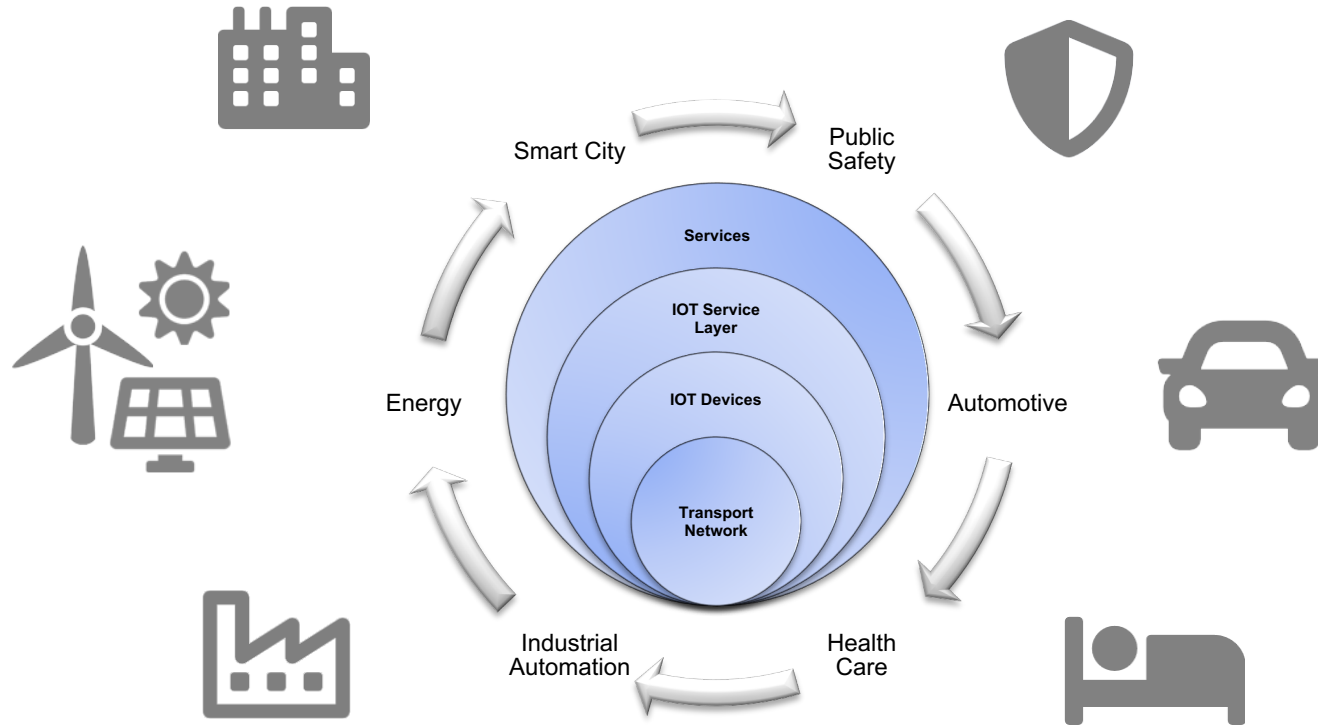 Smart City
Public
Safety
Services
IOT Service
Layer
IOT Devices
Energy
Automotive
Transport
Network
Industrial
Automation
Health
Care